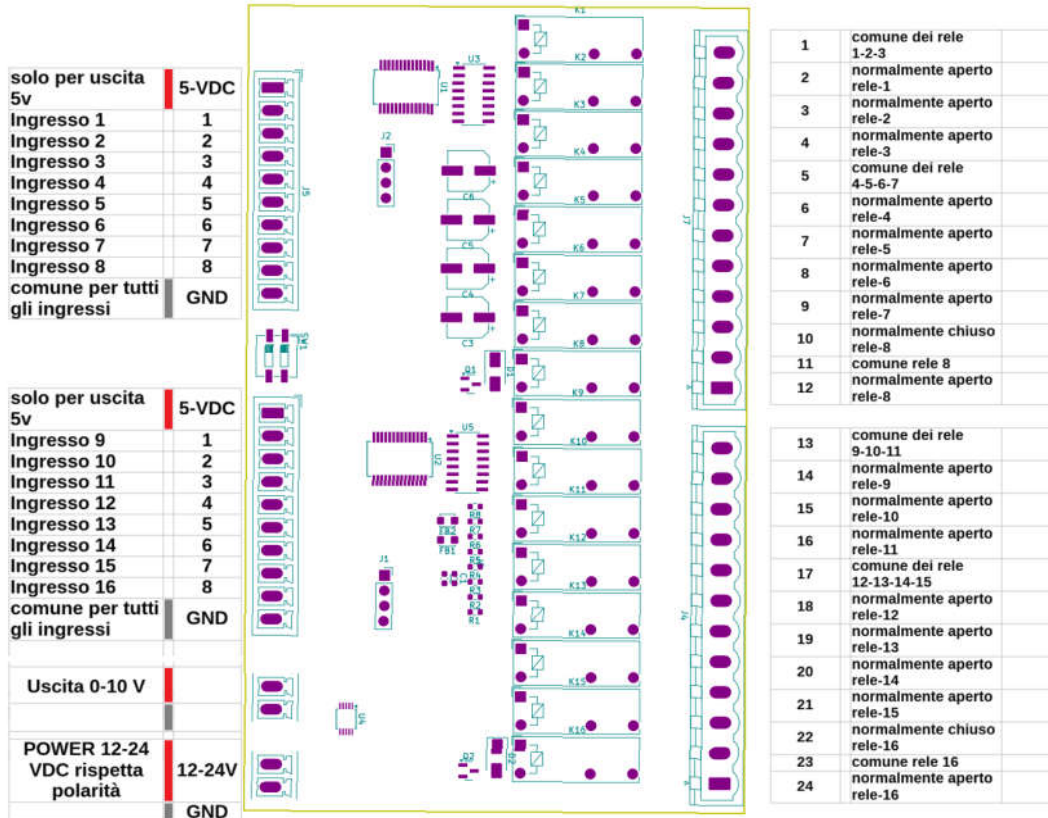 solo per uscita
5v
5-VDC
Ingresso 1 1
Ingresso 2 2
Ingresso 3 3
Ingresso 4 4
Ingresso 5 5
Ingresso 6 6
Ingresso 7 7
Ingresso 8 8
comune per tutti
gli ingressi
GND
solo per uscita
5v
5-VDC
Ingresso 9 1
Ingresso 10 2
Ingresso 11 3
Ingresso 12 4
Ingresso 13 5
Ingresso 14 6
Ingresso 15 7
Ingresso 16 8
comune per tutti
gli ingressi
GND
Uscita 0-10 V
POWER 12-24
VDC rispetta
polarità
12-24V
GND
J5
SW1
U1
U3
J2
C6
C5
C4
C3
Q1
D1
U2
U5
FB2
FB1
R8
R7
R6
R5
R4
R3
R2
R1
J1
U4
Q2
D2
K1
K2
K3
K4
K5
K6
K7
K8
K9
K10
K11
K12
K13
K14
K15
K16
J7
J4
1 comune dei rele
1-2-3
2 normalmente aperto
rele-1
3 normalmente aperto
rele-2
4 normalmente aperto
rele-3
5 comune dei rele
4-5-6-7
6 normalmente aperto
rele-4
7 normalmente aperto
rele-5
8 normalmente aperto
rele-6
9 normalmente aperto
rele-7
10 normalmente chiuso
rele-8
11 comune rele 8
12 normalmente aperto
rele-8
13 comune dei rele
9-10-11
14 normalmente aperto
rele-9
15 normalmente aperto
rele-10
16 normalmente aperto
rele-11
17 comune dei rele
12-13-14-15
18 normalmente aperto
rele-12
19 normalmente aperto
rele-13
20 normalmente aperto
rele-14
21 normalmente aperto
rele-15
22 normalmente chiuso
rele-16
23 comune rele 16
24 normalmente aperto
rele-16